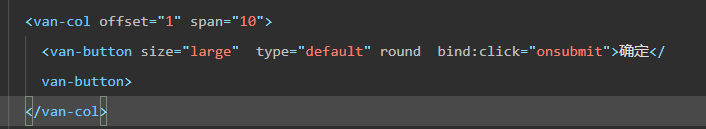 <van-col offset="1" span="10">
<van-button size="large"  type="default" round  bind:click="onsubmit">确定</
van-button>
</van-col>